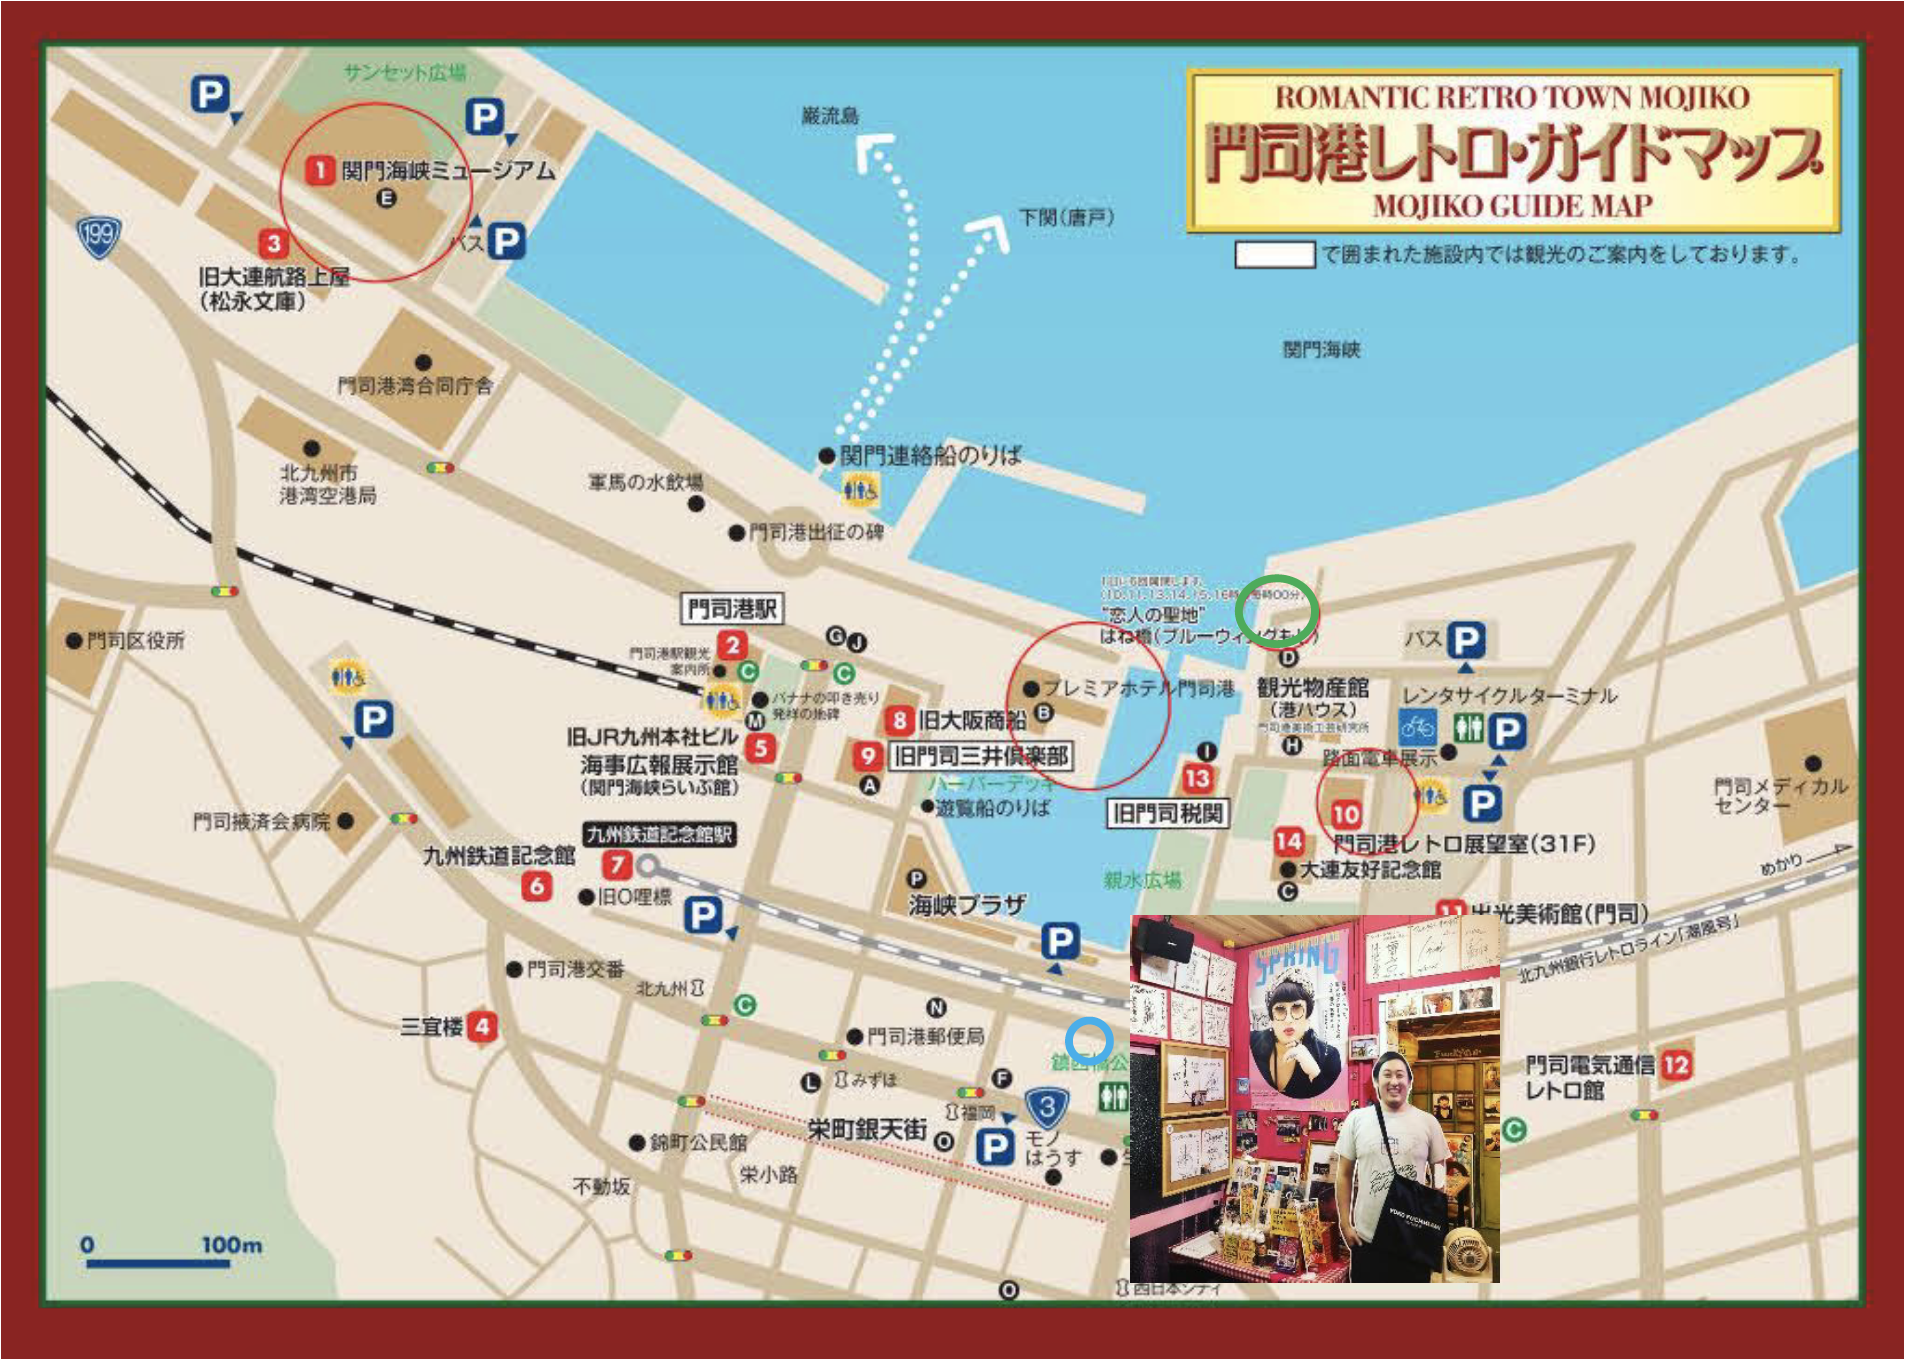 サンセット広場
P
P
1 関門海峡ミュージアム
E
199
3
バス P
旧大連航路上屋
(松永文庫)
巌流島
下関(唐戸)
ROMANTIC RETRO TOWN MOJIKO
門司港レトロ・ガイドマップ
MOJIKO GUIDE MAP
で囲まれた施設内では観光のご案内をしております。
関門海峡
門司港湾合同庁舎
北九州市
港湾空港局
関門連絡船のりば
軍馬の水飲場
門司港出征の碑
門司区役所
門司港駅
2
門司港駅観光
案内所
C
G J
C
バナナの叩き売り
発祥の地碑
M
旧JR九州本社ビル 5
海事広報展示館
(関門海峡らいぶ館)
8 旧大阪商船
9 旧門司三井倶楽部
A
ハーバーデッキ
遊覧船のりば
"恋人の聖地"
はね橋(ブルーウィングもじ)
プレミアホテル門司港
B
D
観光物産館
(港ハウス)
H
バス P
レンタサイクルターミナル
P
路面電車展示
P
I
13
旧門司税関
10
門司港レトロ展望室(31F)
14
大連友好記念館
C
門司メディカル
センター
めかり
P
門司掖済会病院
九州鉄道記念館駅
7
九州鉄道記念館
6
旧0哩標
P
P
海峡プラザ
親水広場
P
11 出光美術館(門司)
北九州銀行レトロライン「潮風号」
門司港交番
北九州
C
三宜楼 4
N
門司港郵便局
L みずほ
F
福岡
3
栄町銀天街
O
P
モノ
はうす
錦町公民館
栄小路
不動坂
門司電気通信 12
レトロ館
C
SPRING
YOKO FUCHIGAMI
0 100m
O
西日本シティ